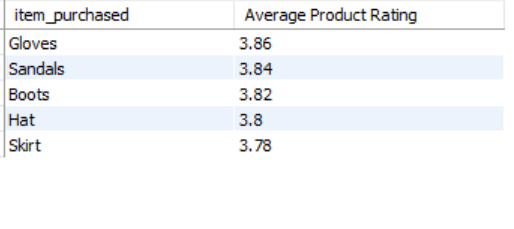 item_purchased Average Product Rating
Gloves 3.86
Sandals 3.84
Boots 3.82
Hat 3.8
Skirt 3.78